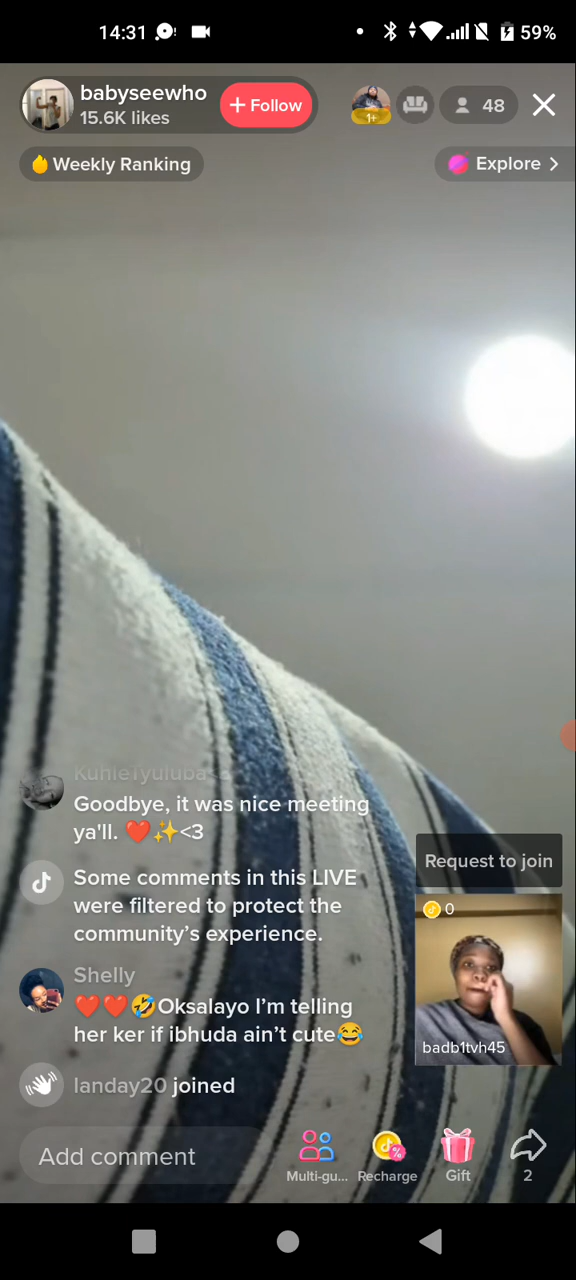 14:31
59%
babyseewho
15.6K likes
+ Follow
1+
48
Weekly Ranking
Explore >
KuhleTyuluba<3
Goodbye, it was nice meeting
ya'll. ❤️✨<3
Some comments in this LIVE
were filtered to protect the
community's experience.
Shelly
❤️❤️🤣Oksalayo I'm telling
her ker if ibhuda ain't cute😂
landay20 joined
Request to join
0
badb1tvh45
Add comment
Multi-gu...
Recharge
Gift
2